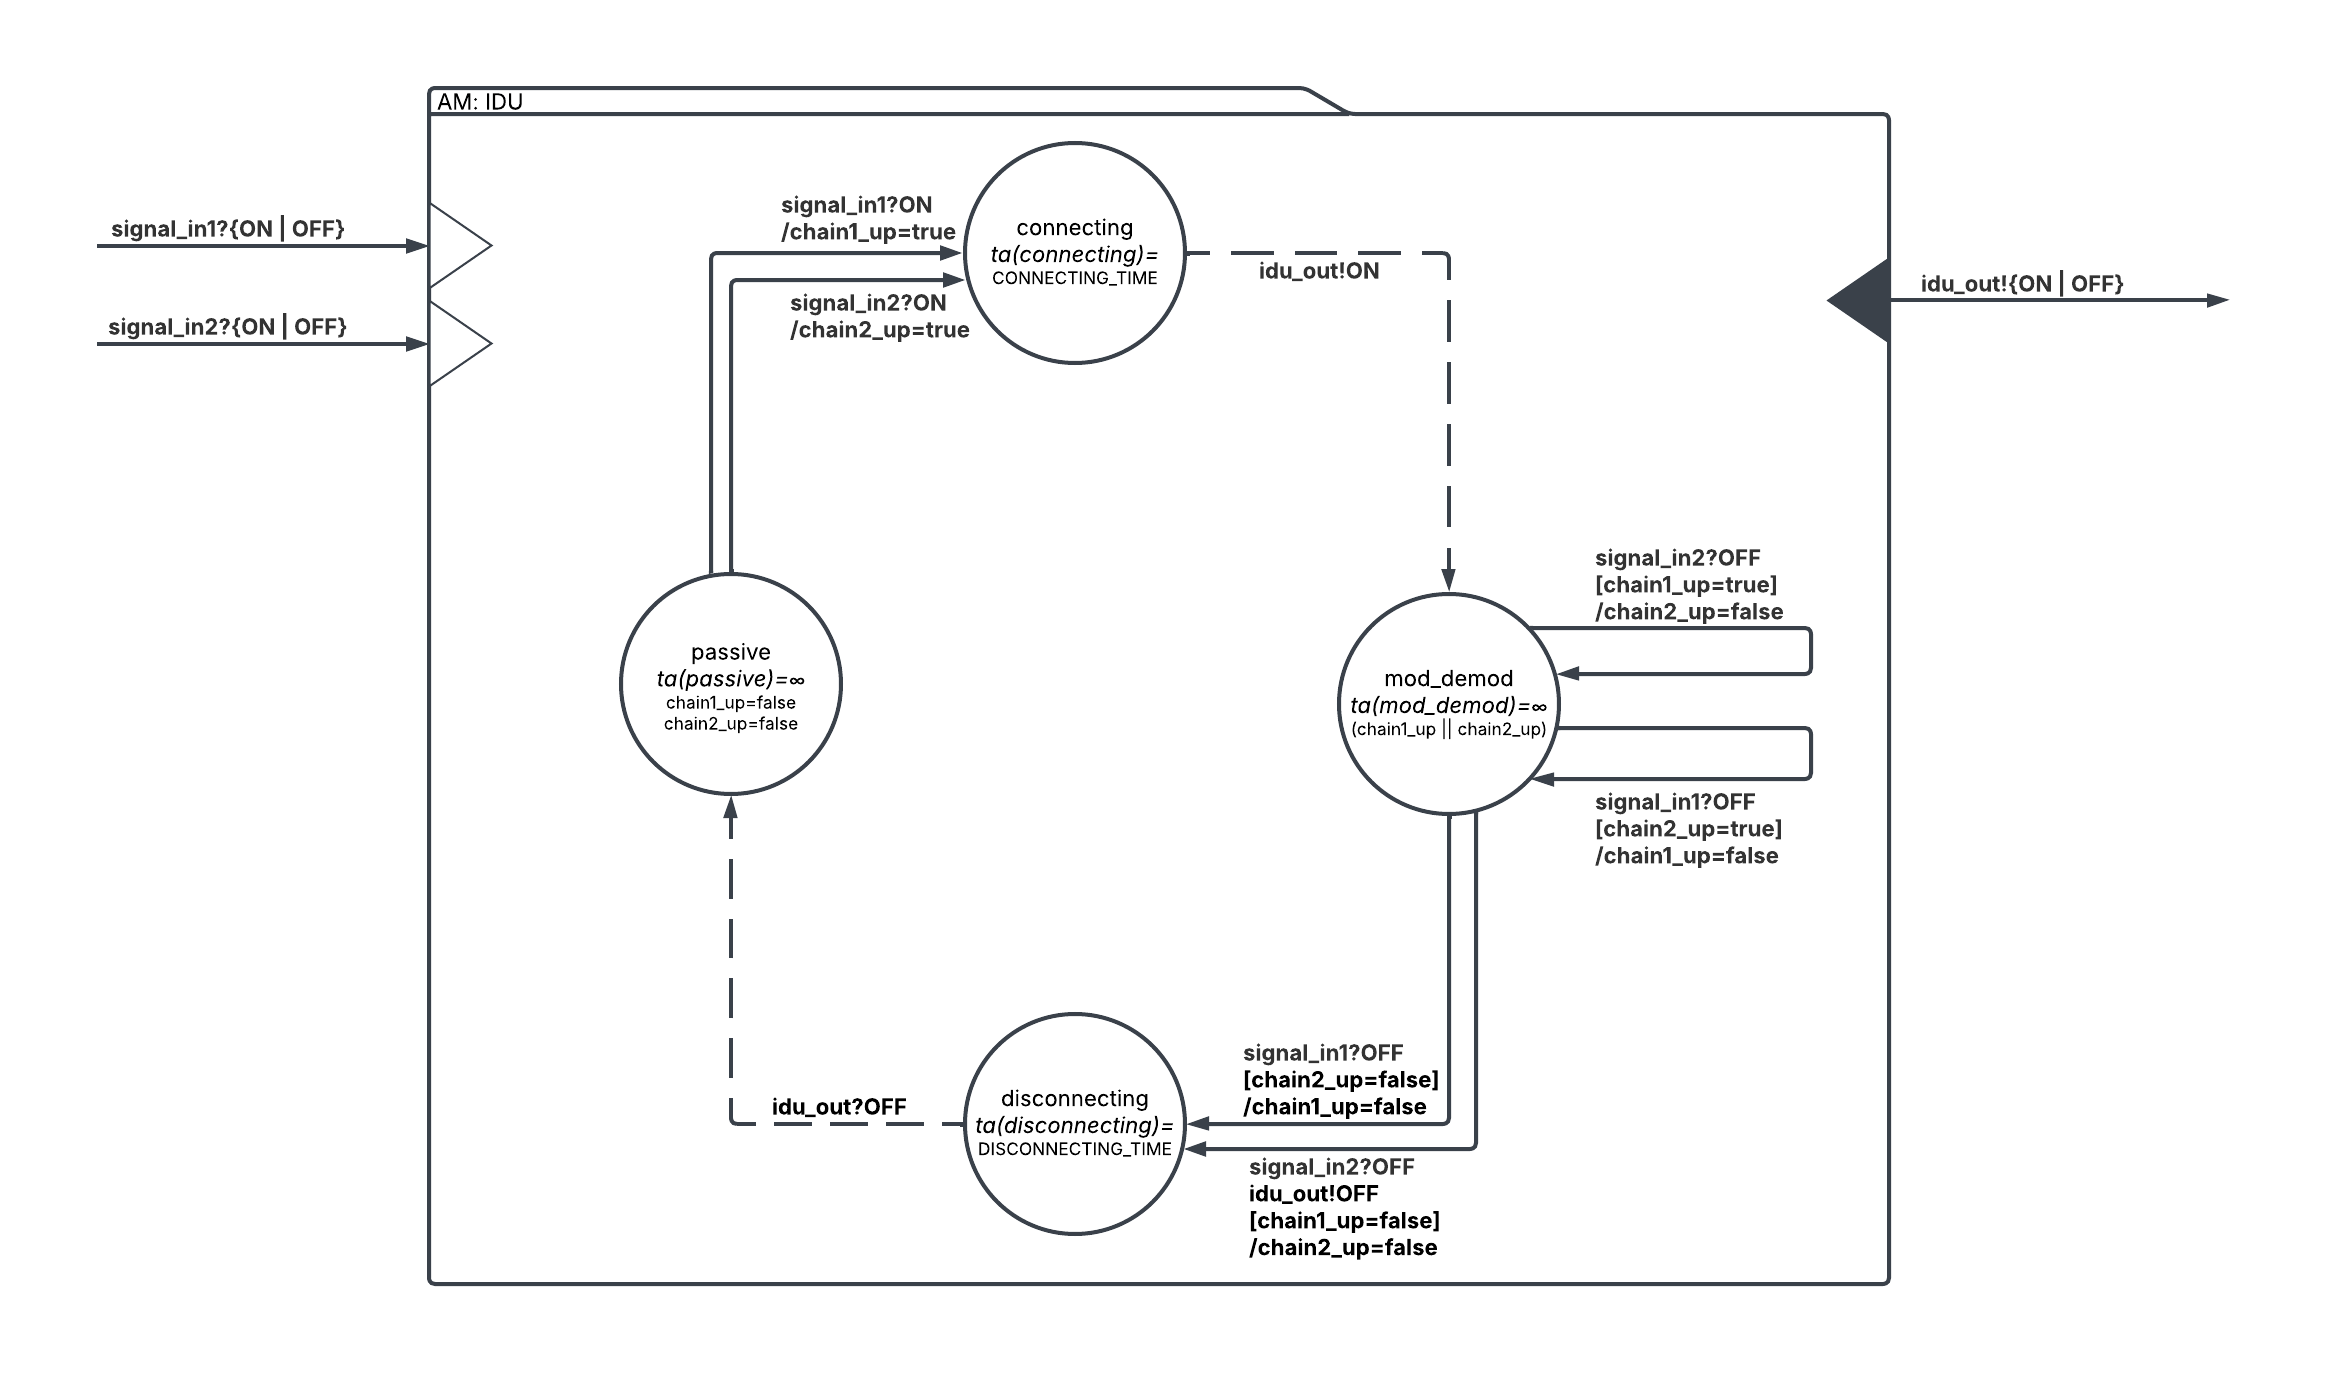 AM: IDU
signal_in1?{ON | OFF}
signal_in2?{ON | OFF}
signal_in1?ON
/chain1_up=true
signal_in2?ON
/chain2_up=true
connecting
ta(connecting)=
CONNECTING_TIME
idu_out!ON
idu_out!{ON | OFF}
signal_in2?OFF
[chain1_up=true]
/chain2_up=false
passive
ta(passive)=∞
chain1_up=false
chain2_up=false
mod_demod
ta(mod_demod)=∞
(chain1_up || chain2_up)
signal_in1?OFF
[chain2_up=true]
/chain1_up=false
signal_in1?OFF
[chain2_up=false]
/chain1_up=false
idu_out?OFF
disconnecting
ta(disconnecting)=
DISCONNECTING_TIME
signal_in2?OFF
idu_out!OFF
[chain1_up=false]
/chain2_up=false